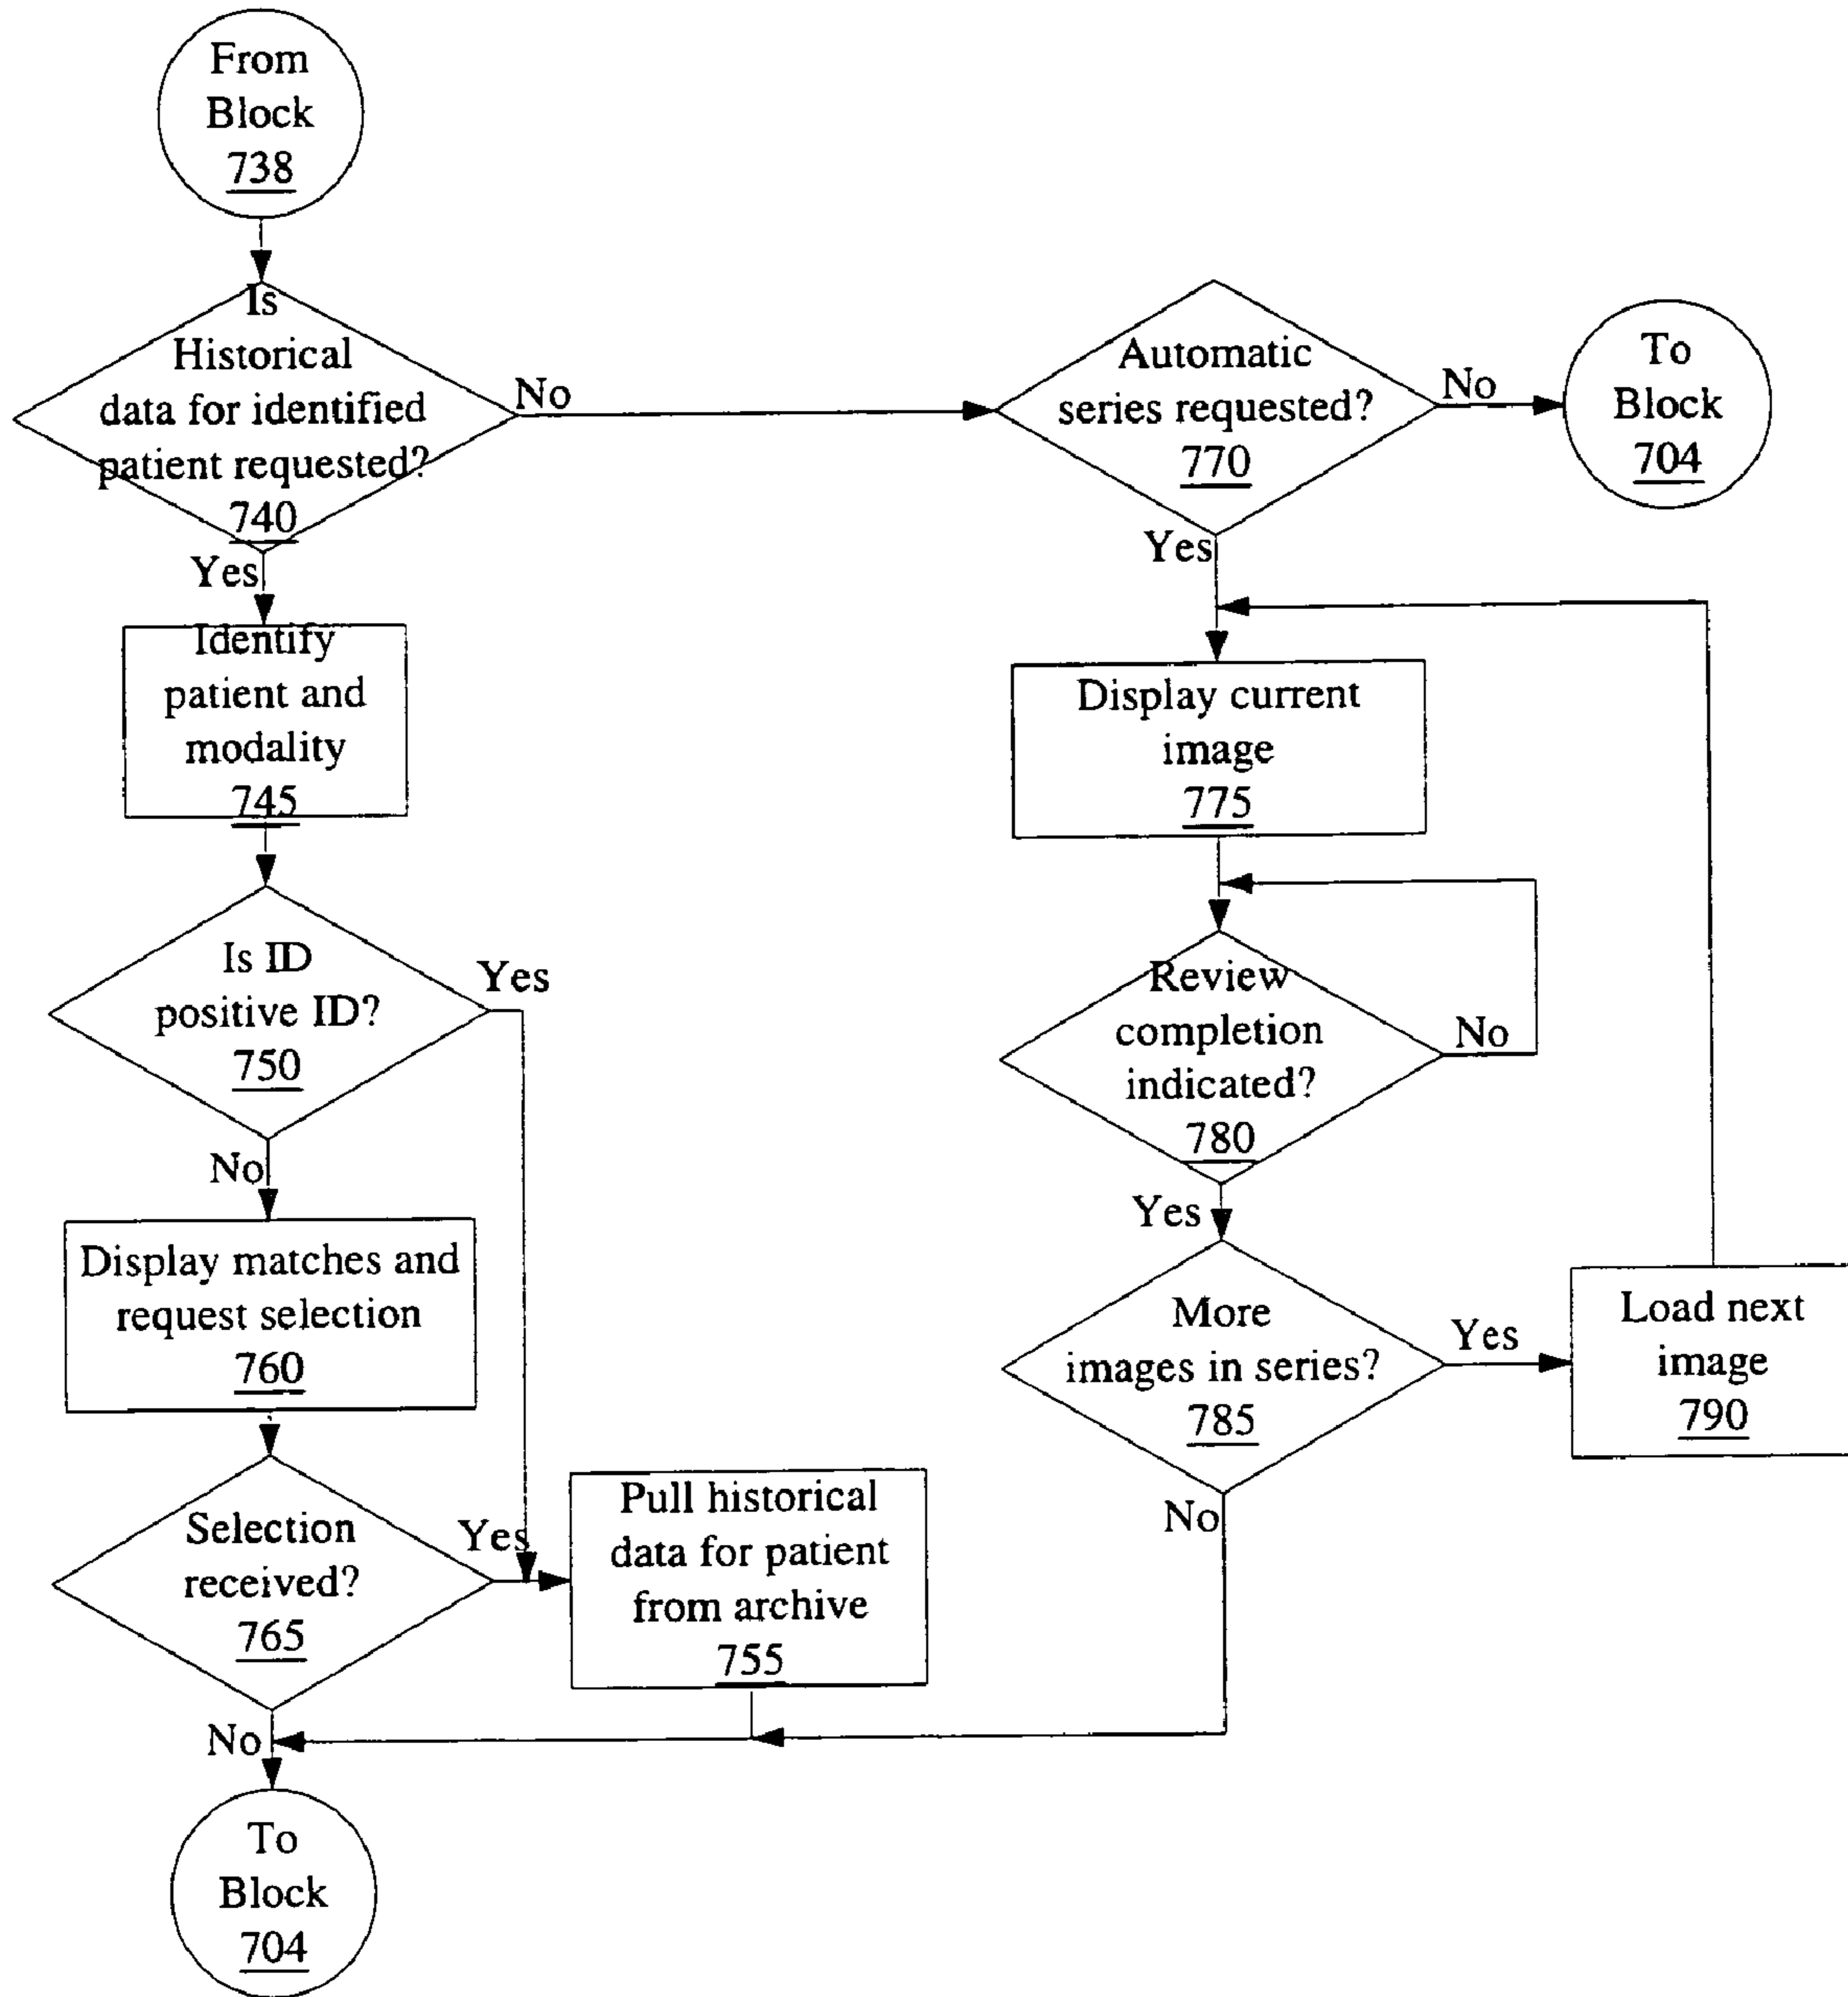 From
Block
738
Is
Historical
data for identified
patient requested?
740
No
Yes
Identify
patient and
modality
745
Is ID
positive ID?
750
Yes
No
Display matches and
request selection
760
Selection
received?
765
Yes
No
Pull historical
data for patient
from archive
755
To
Block
704
Automatic
series requested?
770
No
To
Block
704
Yes
Display current
image
775
Review
completion
indicated?
780
No
Yes
More
images in series?
785
Yes
Load next
image
790
No